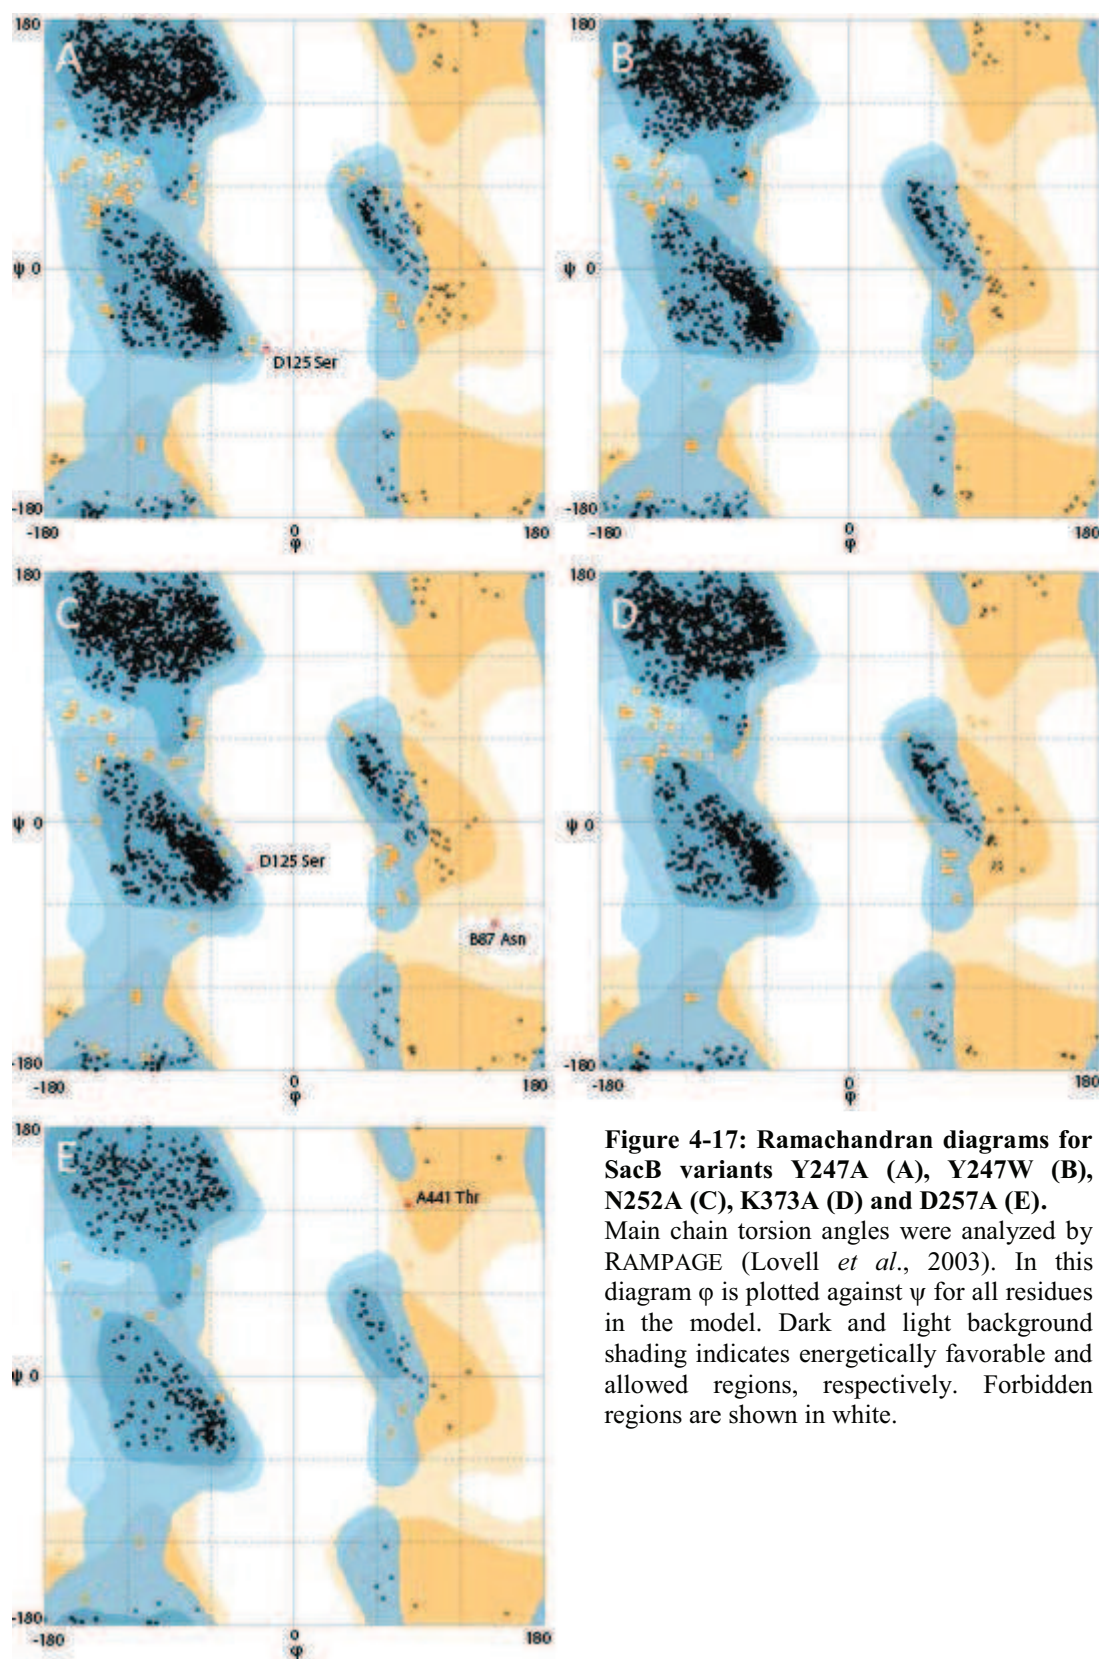 180
A
ψ 0
D125 Ser
-180
-180
0
φ
180
180
B
ψ 0
-180
-180
0
φ
180
180
C
ψ 0
D125 Ser
B87 Asn
-180
-180
0
φ
180
180
D
ψ 0
-180
-180
0
φ
180
180
E
A441 Thr
ψ 0
-180
-180
0
φ
180
Figure 4-17: Ramachandran diagrams for
SacB variants Y247A (A), Y247W (B),
N252A (C), K373A (D) and D257A (E).
Main chain torsion angles were analyzed by
RAMPAGE (Lovell et al., 2003). In this
diagram φ is plotted against ψ for all residues
in the model. Dark and light background
shading indicates energetically favorable and
allowed regions, respectively. Forbidden
regions are shown in white.